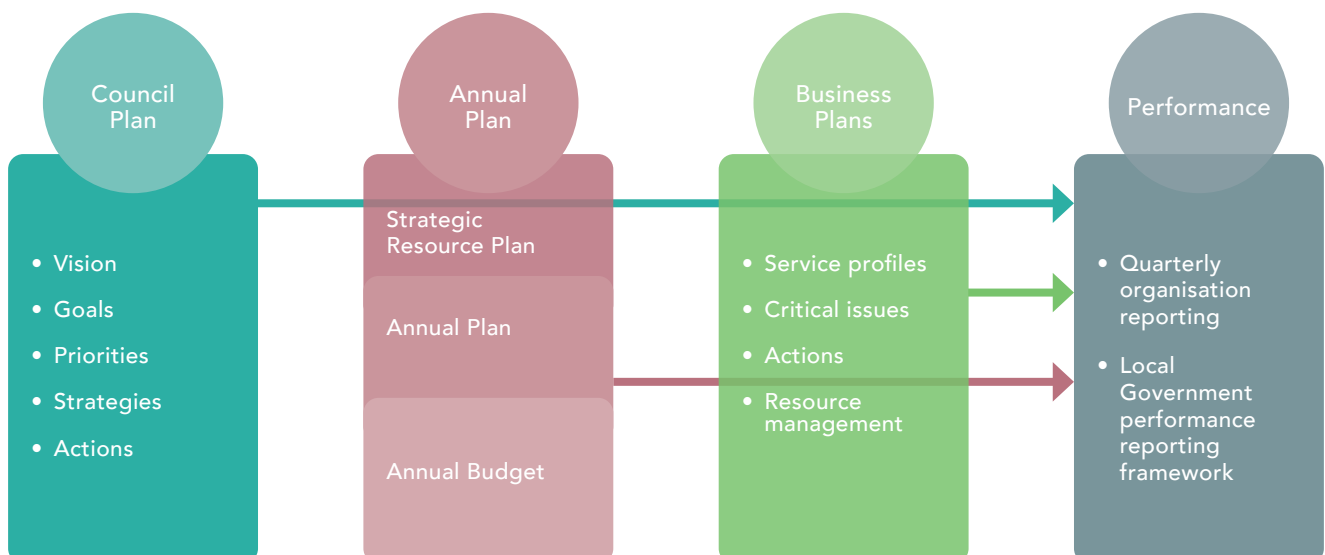 Council
Plan
• Vision
• Goals
• Priorities
• Strategies
• Actions
Annual
Plan
Strategic
Resource Plan
Annual Plan
Annual Budget
Business
Plans
• Service profiles
• Critical issues
• Actions
• Resource
management
Performance
• Quarterly
organisation
reporting
• Local
Government
performance
reporting
framework